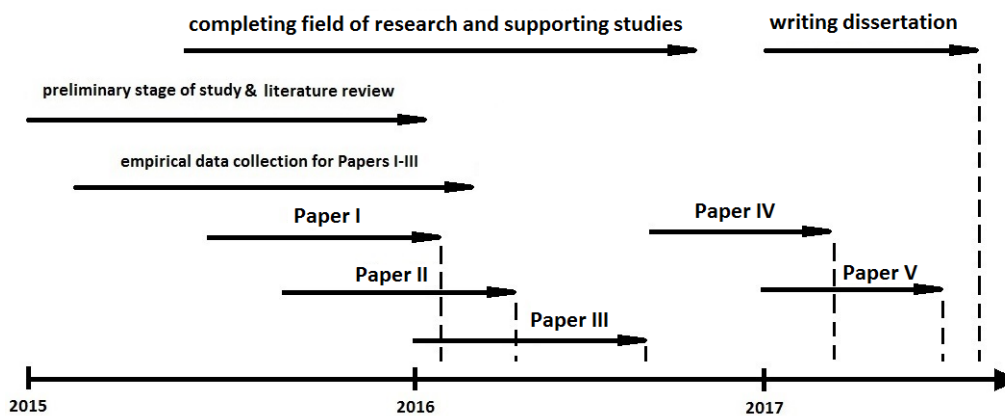 completing field of research and supporting studies
writing dissertation
preliminary stage of study & literature review
empirical data collection for Papers I-III
Paper I
Paper IV
Paper II
Paper V
Paper III
2015
2016
2017